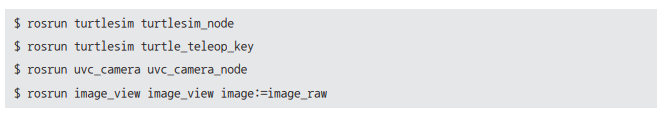 $ rosrun turtlesim turtlesim_node
$ rosrun turtlesim turtle_teleop_key
$ rosrun uvc_camera uvc_camera_node
$ rosrun image_view image_view image:=image_raw